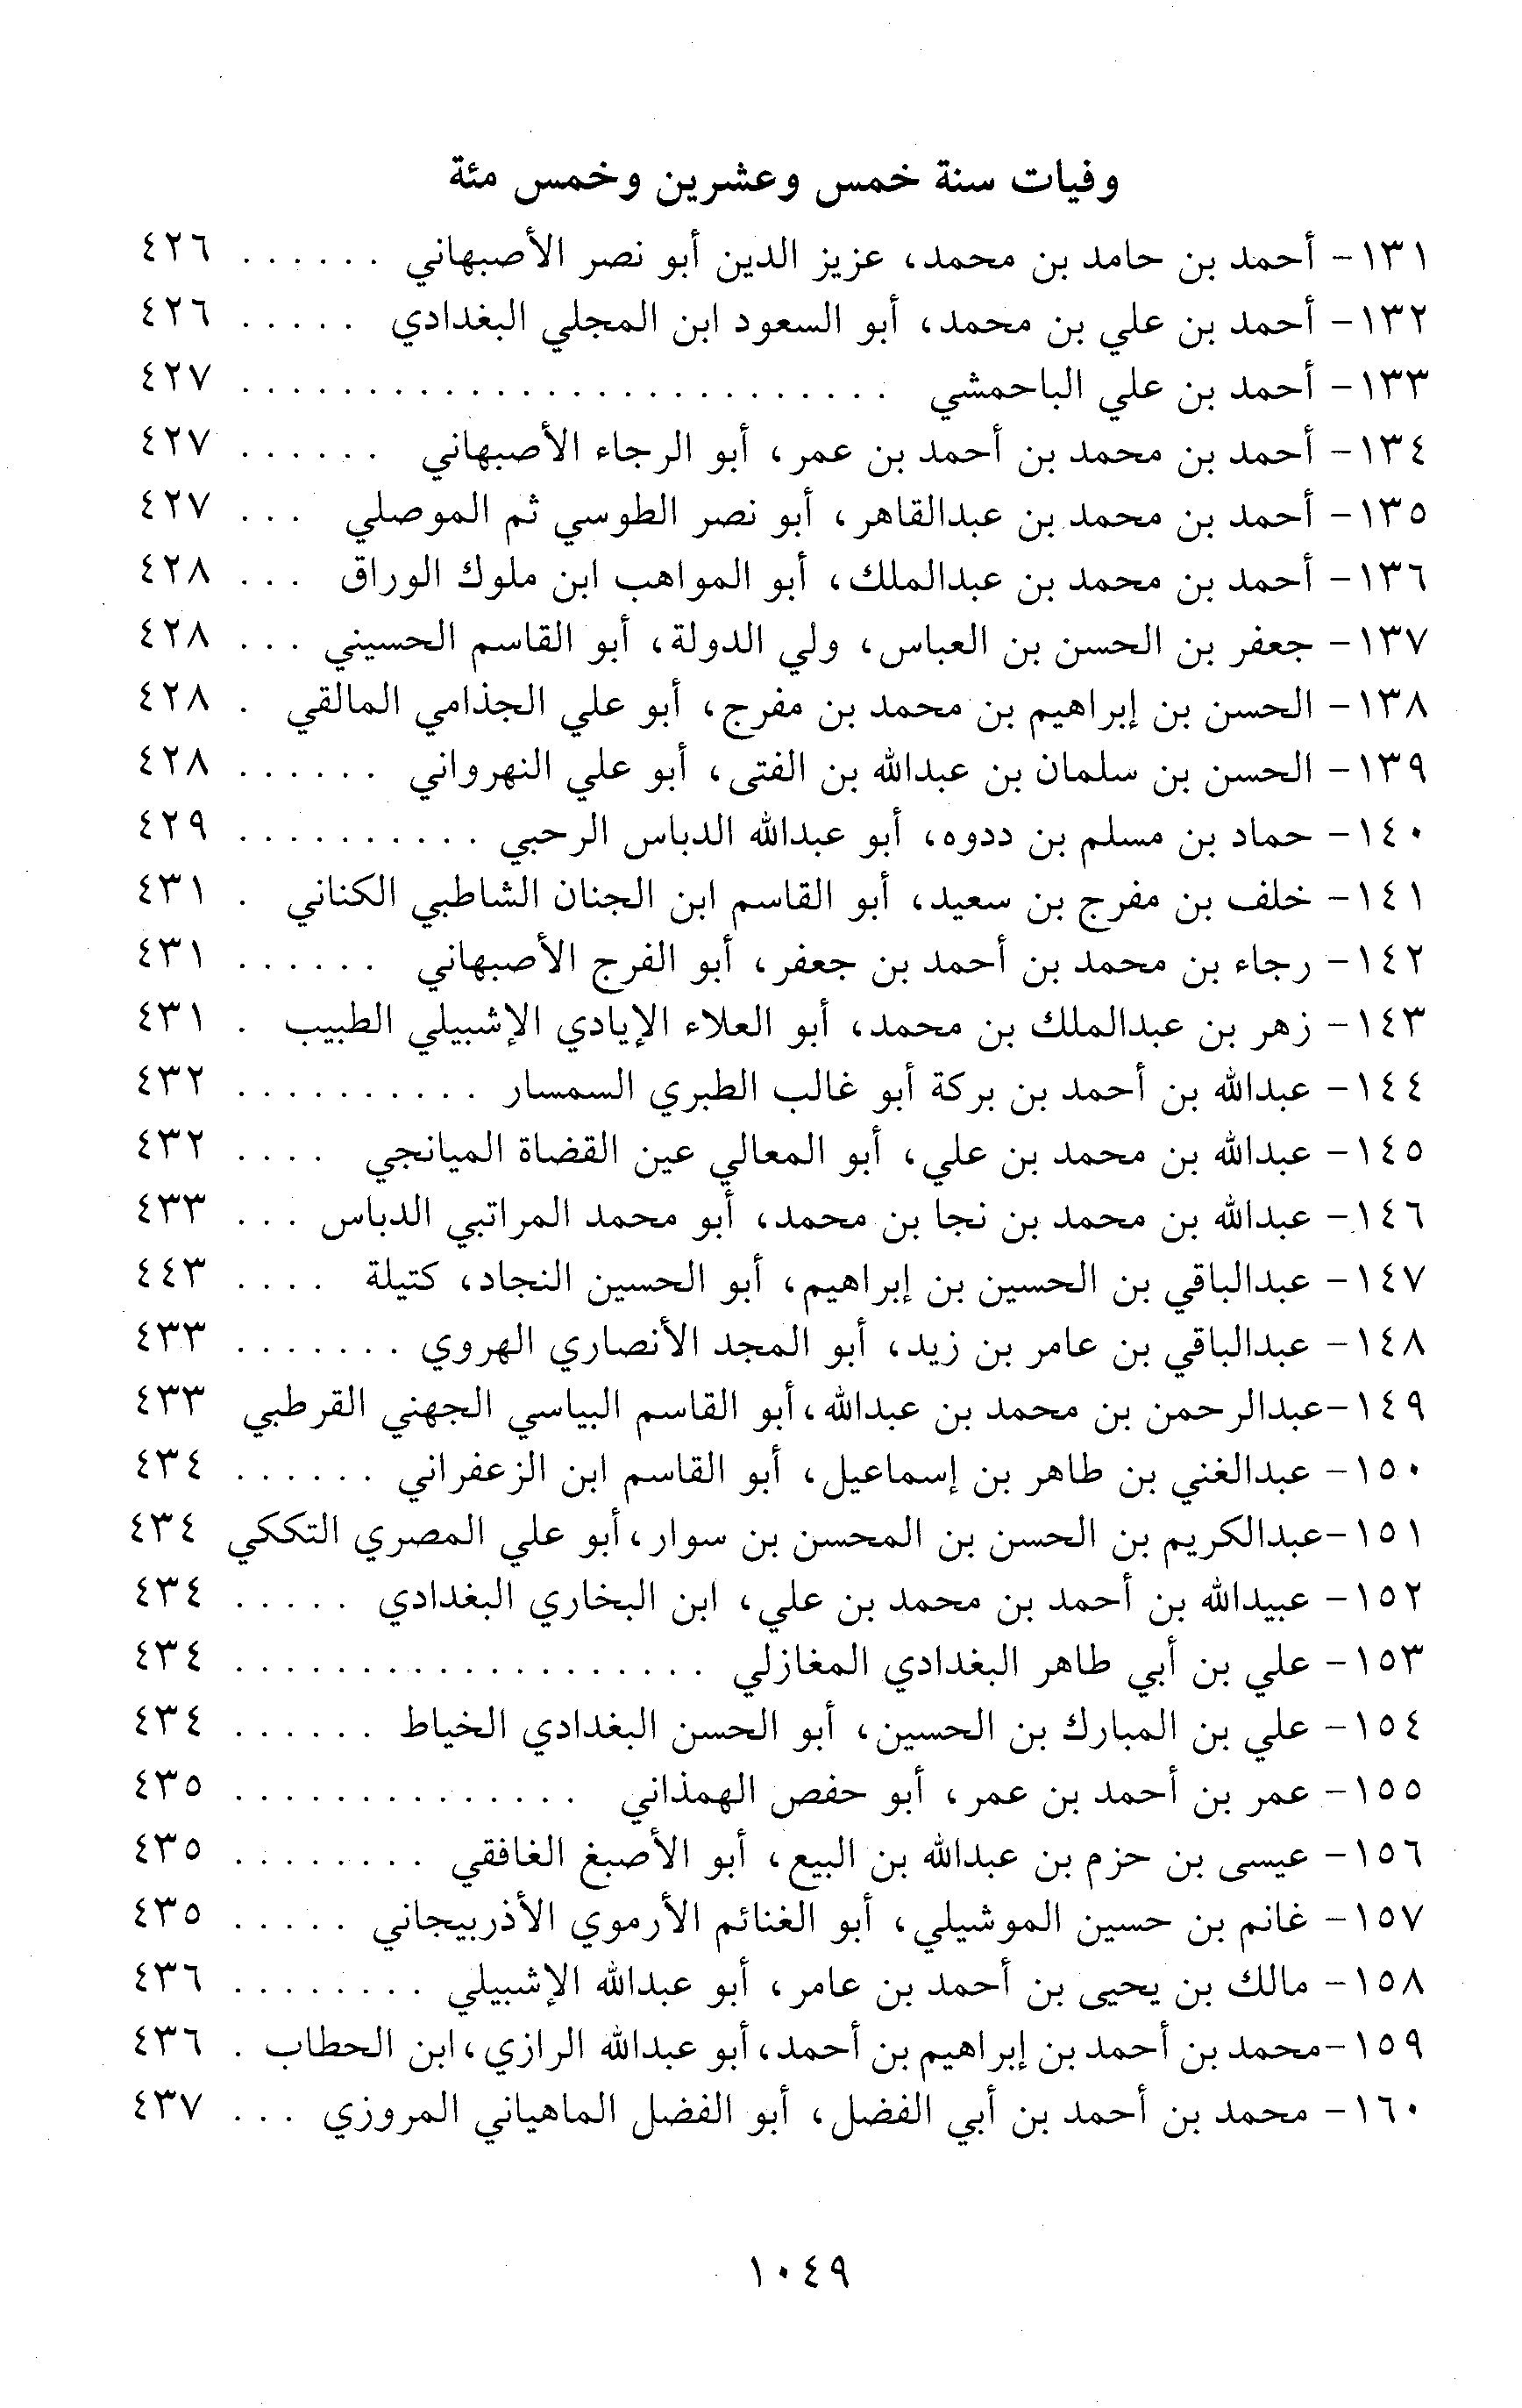 وفيات سنة خمس وعشرين وخمس مئة
١٣١- أحمد بن حامد بن محمد، عزيز الدين أبو نصر الأصبهاني . . . . . . ٤٢٦
١٣٢- أحمد بن علي بن محمد، أبو السعود ابن المجلي البغدادي . . . . . ٤٢٦
١٣٣- أحمد بن علي الباحمشي . . . . . . . . . . . . . . . . . . . . . . . . . . ٤٢٧
١٣٤- أحمد بن محمد بن أحمد بن عمر، أبو الرجاء الأصبهاني . . . . . . ٤٢٧
١٣٥- أحمد بن محمد بن عبدالقاهر، أبو نصر الطوسي ثم الموصلي . . . ٤٢٧
١٣٦- أحمد بن محمد بن عبدالملك، أبو المواهب ابن ملوك الوراق . . . ٤٢٨
١٣٧- جعفر بن الحسن بن العباس، ولي الدولة، أبو القاسم الحسيني . . . ٤٢٨
١٣٨- الحسن بن إبراهيم بن محمد بن مفرج، أبو علي الجذامي المالقي . ٤٢٨
١٣٩- الحسن بن سلمان بن عبدالله بن الفتى، أبو علي النهرواني . . . . . . ٤٢٨
١٤٠- حماد بن مسلم بن ددوه، أبو عبدالله الدباس الرحبي . . . . . . . . . . ٤٢٩
١٤١- خلف بن مفرج بن سعيد، أبو القاسم ابن الجنان الشاطبي الكناني . ٤٣١
١٤٢- رجاء بن محمد بن أحمد بن جعفر، أبو الفرج الأصبهاني . . . . . . ٤٣١
١٤٣- زهر بن عبدالملك بن محمد، أبو العلاء الإيادي الإشبيلي الطبيب . ٤٣١
١٤٤- عبدالله بن أحمد بن بركة أبو غالب الطبري السمسار . . . . . . . . . . ٤٣٢
١٤٥- عبدالله بن محمد بن علي، أبو المعالي عين القضاة الميانجي . . . . ٤٣٢
١٤٦- عبدالله بن محمد بن نجا بن محمد، أبو محمد المراتبي الدباس . . . ٤٣٣
١٤٧- عبدالباقي بن الحسين بن إبراهيم، أبو الحسين النجاد، كتيلة . . . . ٤٤٣
١٤٨- عبدالباقي بن عامر بن زيد، أبو المجد الأنصاري الهروي . . . . . . . ٤٣٣
١٤٩-عبدالرحمن بن محمد بن عبدالله،أبو القاسم البياسي الجهني القرطبي ٤٣٣
١٥٠- عبدالغني بن طاهر بن إسماعيل، أبو القاسم ابن الزعفراني . . . . . . ٤٣٤
١٥١-عبدالكريم بن الحسن بن المحسن بن سوار،أبو علي المصري التككي ٤٣٤
١٥٢- عبيدالله بن أحمد بن محمد بن علي، ابن البخاري البغدادي . . . . . ٤٣٤
١٥٣- علي بن أبي طاهر البغدادي المغازلي . . . . . . . . . . . . . . . . . . . ٤٣٤
١٥٤- علي بن المبارك بن الحسين، أبو الحسن البغدادي الخياط . . . . . . ٤٣٤
١٥٥- عمر بن أحمد بن عمر، أبو حفص الهمذاني . . . . . . . . . . . . . . ٤٣٥
١٥٦- عيسى بن حزم بن عبدالله بن البيع، أبو الأصبغ الغافقي . . . . . . . . ٤٣٥
١٥٧- غانم بن حسين الموشيلي، أبو الغنائم الأرموي الأذربيجاني . . . . . ٤٣٥
١٥٨- مالك بن يحيى بن أحمد بن عامر، أبو عبدالله الإشبيلي . . . . . . . . ٤٣٦
١٥٩-محمد بن أحمد بن إبراهيم بن أحمد،أبو عبدالله الرازي،ابن الحطاب . ٤٣٦
١٦٠- محمد بن أحمد بن أبي الفضل، أبو الفضل الماهياني المروزي . . . ٤٣٧
١٠٤٩